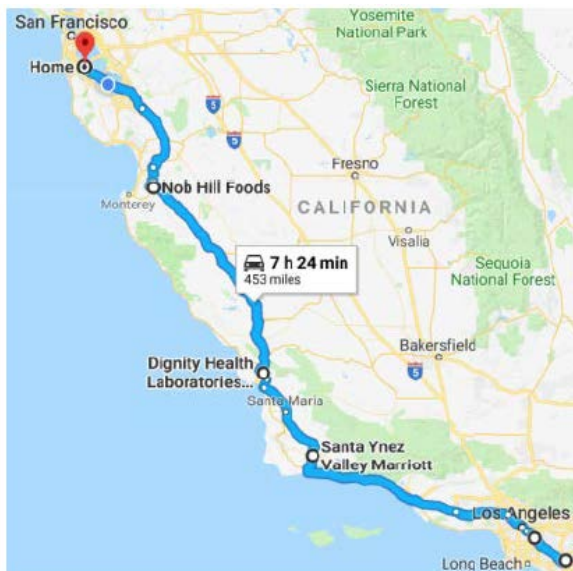 San Francisco
Yosemite
National Park
Home
Sierra National
Forest
5
5
Fresno
Nob Hill Foods
Monterey
CALIFORNIA
Visalia
7 h 24 min
453 miles
Sequoia
National Forest
Bakersfield
5
Dignity Health
Laboratories...
Santa Maria
Santa Ynez
Valley Marriott
Los Angeles
Long Beach